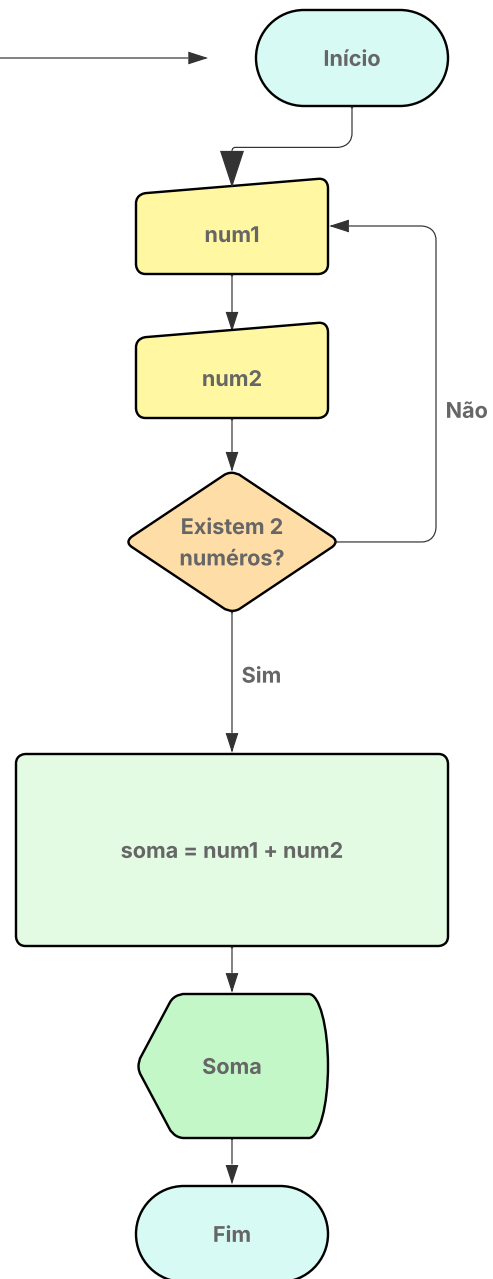 Início
num1
num2
Não
Existem 2
numéros?
Sim
soma = num1 + num2
Soma
Fim